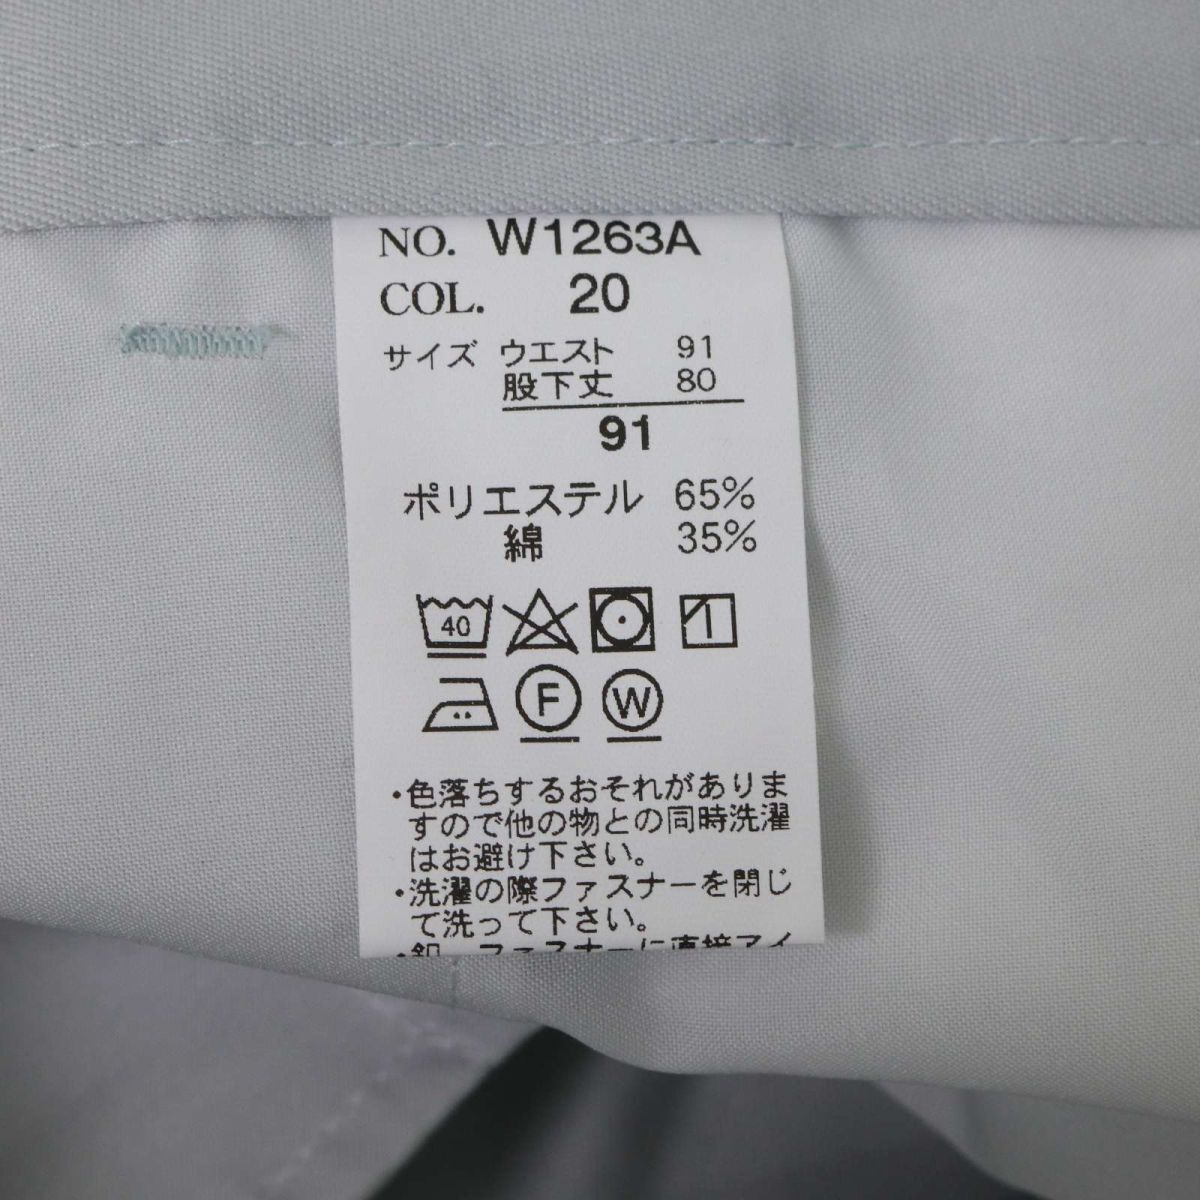 NO. W1263A
COL. 20
サイズ ウエスト 91
股下丈 80
91
ポリエステル 65%
綿 35%
40
F W
・色落ちするおそれがありま
すので他の物との同時洗濯
はお避け下さい。
・洗濯の際ファスナーを閉じ
て洗って下さい。